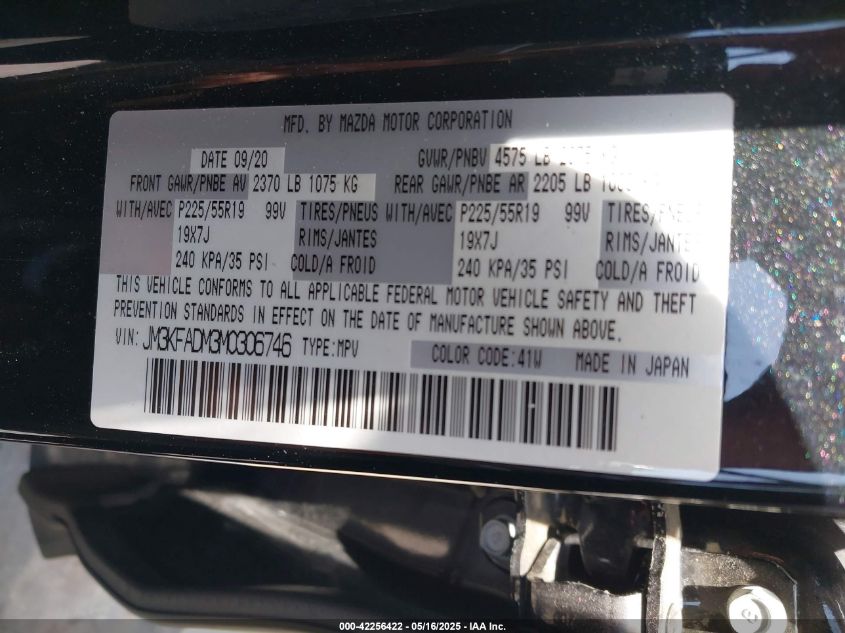 MFD. BY MAZDA MOTOR CORPORATION
DATE 09/20 GVWR/PNBV 4575 LB
FRONT GAWR/PNBE AV 2370 LB 1075 KG REAR GAWR/PNBE AR 2205 LB
WITH/AVEC P225/55R19 99V TIRES/PNEUS WITH/AVEC P225/55R19 99V TIRES/PNEUS
19X7J RIMS/JANTES 19X7J RIMS/JANTES
240 KPA/35 PSI COLD/A FROID 240 KPA/35 PSI COLD/A FROID
THIS VEHICLE CONFORMS TO ALL APPLICABLE FEDERAL MOTOR VEHICLE SAFETY AND THEFT
PREVENTION STANDARDS IN EFFECT ON THE DATE OF MANUFACTURE SHOWN ABOVE.
VIN: JM3KFADM3M0306746 TYPE:MPV COLOR CODE:41W MADE IN JAPAN
000-42256422 - 05/16/2025 - IAA Inc.